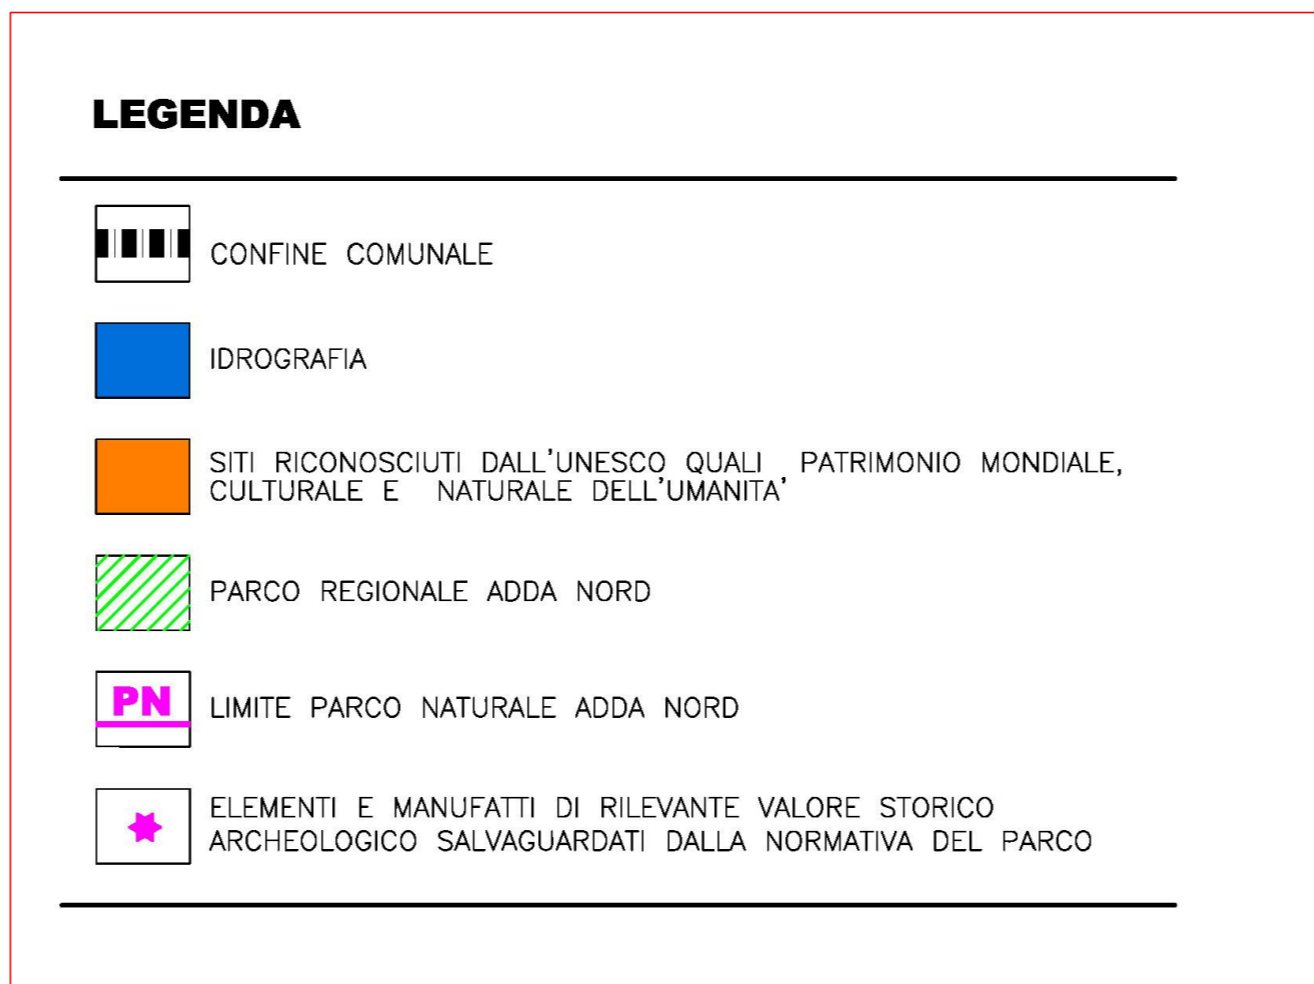 LEGENDA
CONFINE COMUNALE
IDROGRAFIA
SITI RICONOSCIUTI DALL'UNESCO QUALI PATRIMONIO MONDIALE,
CULTURALE E NATURALE DELL'UMANITA'
PARCO REGIONALE ADDA NORD
PN
LIMITE PARCO NATURALE ADDA NORD
ELEMENTI E MANUFATTI DI RILEVANTE VALORE STORICO
ARCHEOLOGICO SALVAGUARDATI DALLA NORMATIVA DEL PARCO